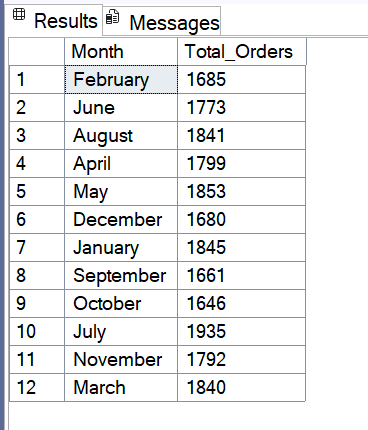 Results Messages
Month Total_Orders
1 February 1685
2 June 1773
3 August 1841
4 April 1799
5 May 1853
6 December 1680
7 January 1845
8 September 1661
9 October 1646
10 July 1935
11 November 1792
12 March 1840